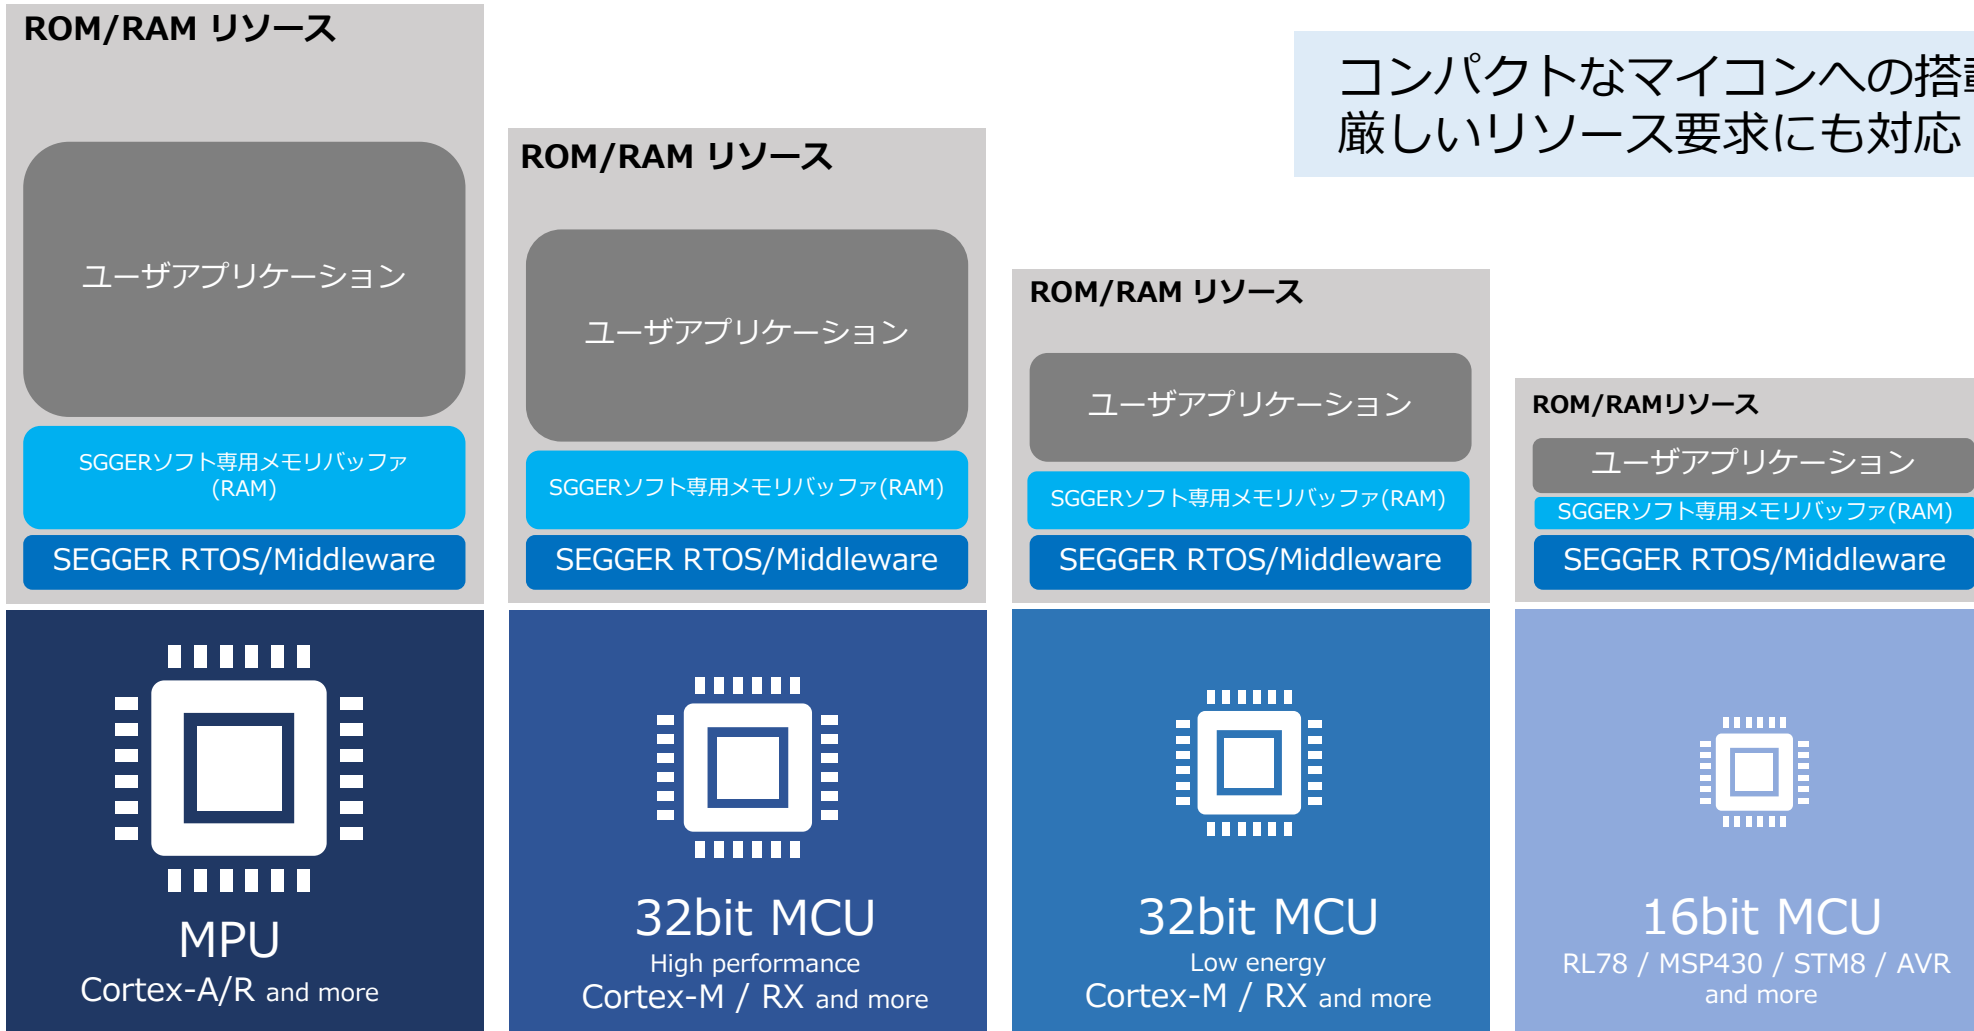 ROM/RAM リソース
ユーザアプリケーション
SGGERソフト専用メモリバッファ
(RAM)
SEGGER RTOS/Middleware
MPU
Cortex-A/R and more
ROM/RAM リソース
ユーザアプリケーション
SGGERソフト専用メモリバッファ(RAM)
SEGGER RTOS/Middleware
32bit MCU
High performance
Cortex-M / RX and more
ROM/RAM リソース
ユーザアプリケーション
SGGERソフト専用メモリバッファ(RAM)
SEGGER RTOS/Middleware
32bit MCU
Low energy
Cortex-M / RX and more
コンパクトなマイコンへの搭載
厳しいリソース要求にも対応
ROM/RAMリソース
ユーザアプリケーション
SGGERソフト専用メモリバッファ(RAM)
SEGGER RTOS/Middleware
16bit MCU
RL78 / MSP430 / STM8 / AVR
and more